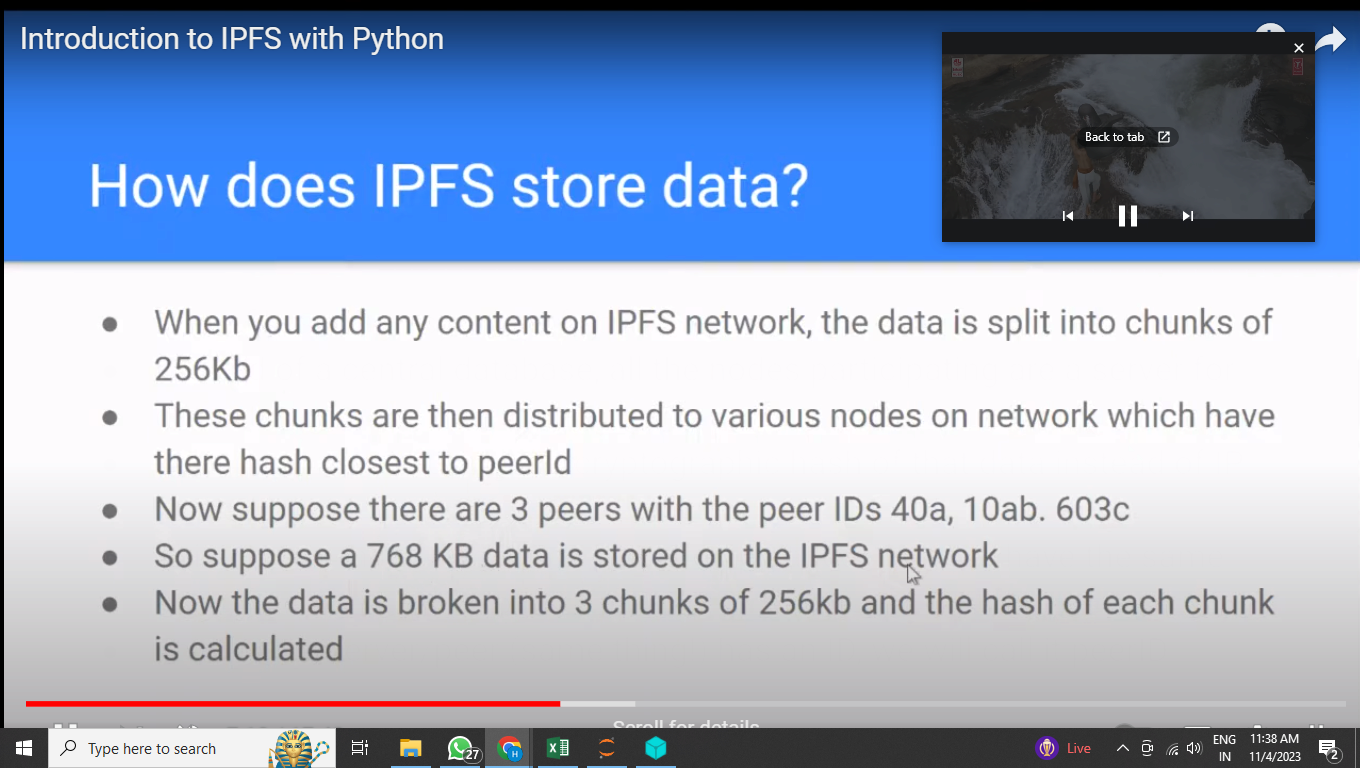 Introduction to IPFS with Python
Back to tab
How does IPFS store data?
When you add any content on IPFS network, the data is split into chunks of
256Kb
These chunks are then distributed to various nodes on network which have
there hash closest to peerId
Now suppose there are 3 peers with the peer IDs 40a, 10ab. 603c
So suppose a 768 KB data is stored on the IPFS network
Now the data is broken into 3 chunks of 256kb and the hash of each chunk
is calculated
Scroll for details
Type here to search
27
H
Live
ENG
IN
11:38 AM
11/4/2023
2